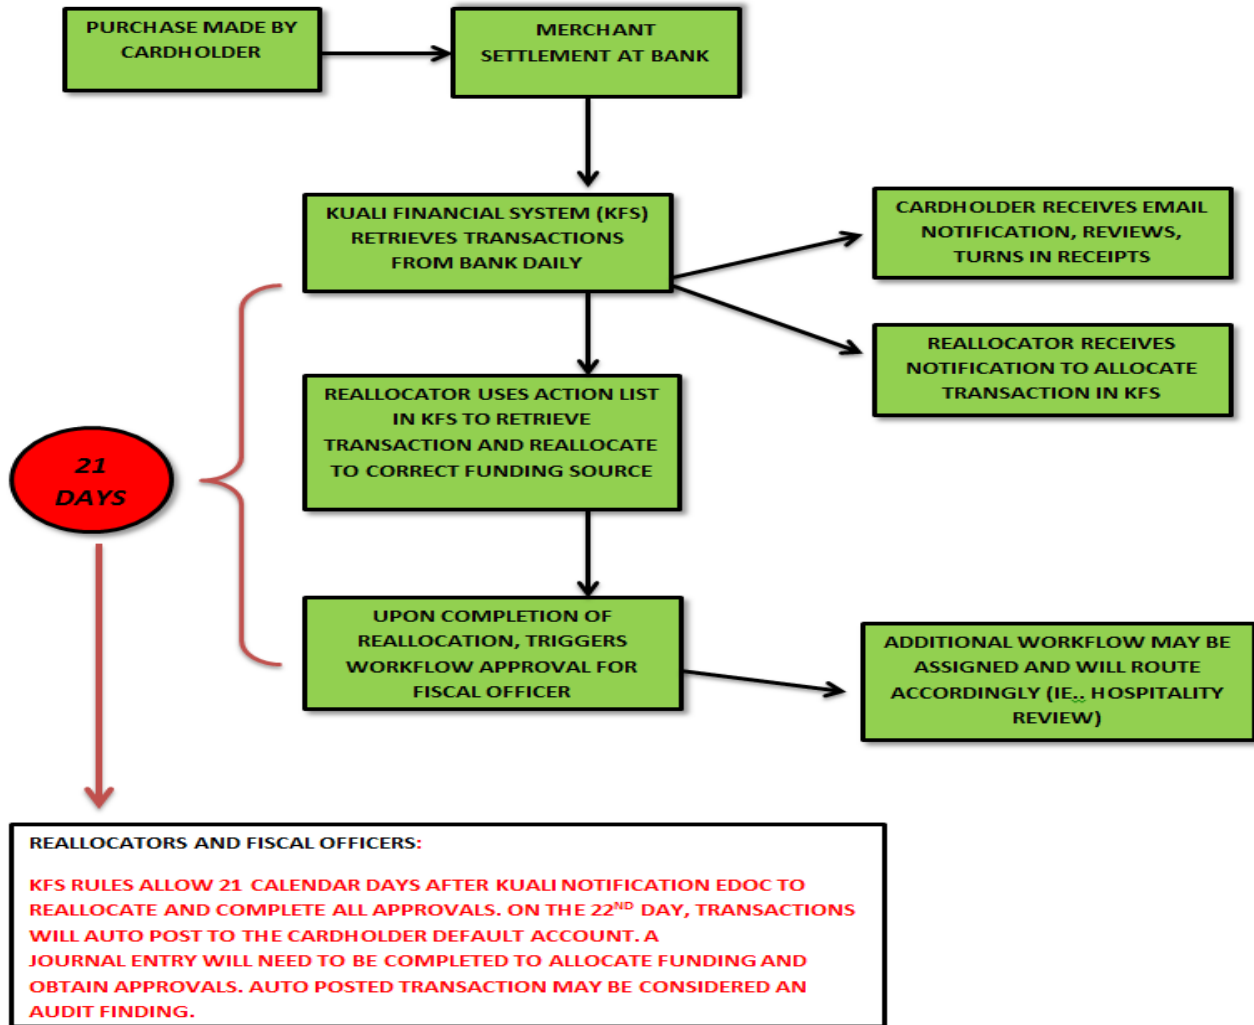 PURCHASE MADE BY
CARDHOLDER
MERCHANT
SETTLEMENT AT BANK
KUALI FINANCIAL SYSTEM (KFS)
RETRIEVES TRANSACTIONS
FROM BANK DAILY
CARDHOLDER RECEIVES EMAIL
NOTIFICATION, REVIEWS,
TURNS IN RECEIPTS
REALLOCATOR RECEIVES
NOTIFICATION TO ALLOCATE
TRANSACTION IN KFS
REALLOCATOR USES ACTION LIST
IN KFS TO RETRIEVE
TRANSACTION AND REALLOCATE
TO CORRECT FUNDING SOURCE
21
DAYS
UPON COMPLETION OF
REALLOCATION, TRIGGERS
WORKFLOW APPROVAL FOR
FISCAL OFFICER
ADDITIONAL WORKFLOW MAY BE
ASSIGNED AND WILL ROUTE
ACCORDINGLY (IE.. HOSPITALITY
REVIEW)
REALLOCATORS AND FISCAL OFFICERS:
KFS RULES ALLOW 21 CALENDAR DAYS AFTER KUALI NOTIFICATION EDOC TO
REALLOCATE AND COMPLETE ALL APPROVALS. ON THE 22ND DAY, TRANSACTIONS
WILL AUTO POST TO THE CARDHOLDER DEFAULT ACCOUNT. A
JOURNAL ENTRY WILL NEED TO BE COMPLETED TO ALLOCATE FUNDING AND
OBTAIN APPROVALS. AUTO POSTED TRANSACTION MAY BE CONSIDERED AN
AUDIT FINDING.